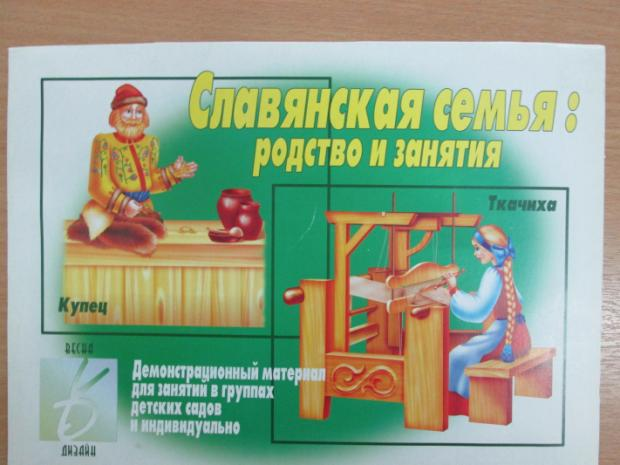 Славянская семья:
родство и занятия
Ткачиха
Купец
ВЕСНА
ДИЗАЙН
Демонстрационный материал
для занятий в группах
детских садов
и индивидуально